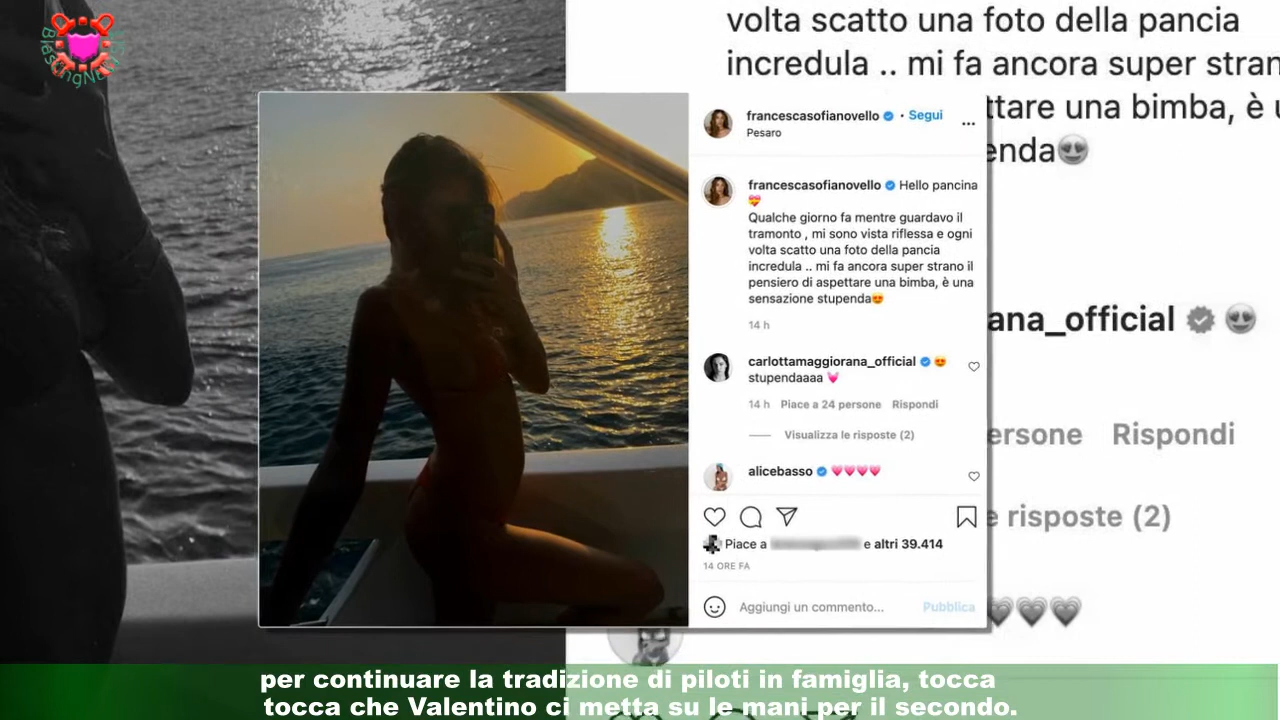 volta scatto una foto della pancia
incredula .. mi fa ancora super stran
ttare una bimba, è
enda😍
ana_official 😍
ersone Rispondi
e risposte (2)
francescasofianovello • Segui
Pesaro
francescasofianovello Hello pancina
💝
Qualche giorno fa mentre guardavo il
tramonto , mi sono vista riflessa e ogni
volta scatto una foto della pancia
incredula .. mi fa ancora super strano il
pensiero di aspettare una bimba, è una
sensazione stupenda😍
14 h
carlottamaggiorana_official 😍
stupendaaaa 💓
14 h Piace a 24 persone Rispondi
Visualizza le risposte (2)
alicebasso 💗💗💗💗
Piace a e altri 39.414
14 ORE FA
Aggiungi un commento... Pubblica
per continuare la tradizione di piloti in famiglia, tocca
tocca che Valentino ci metta su le mani per il secondo.